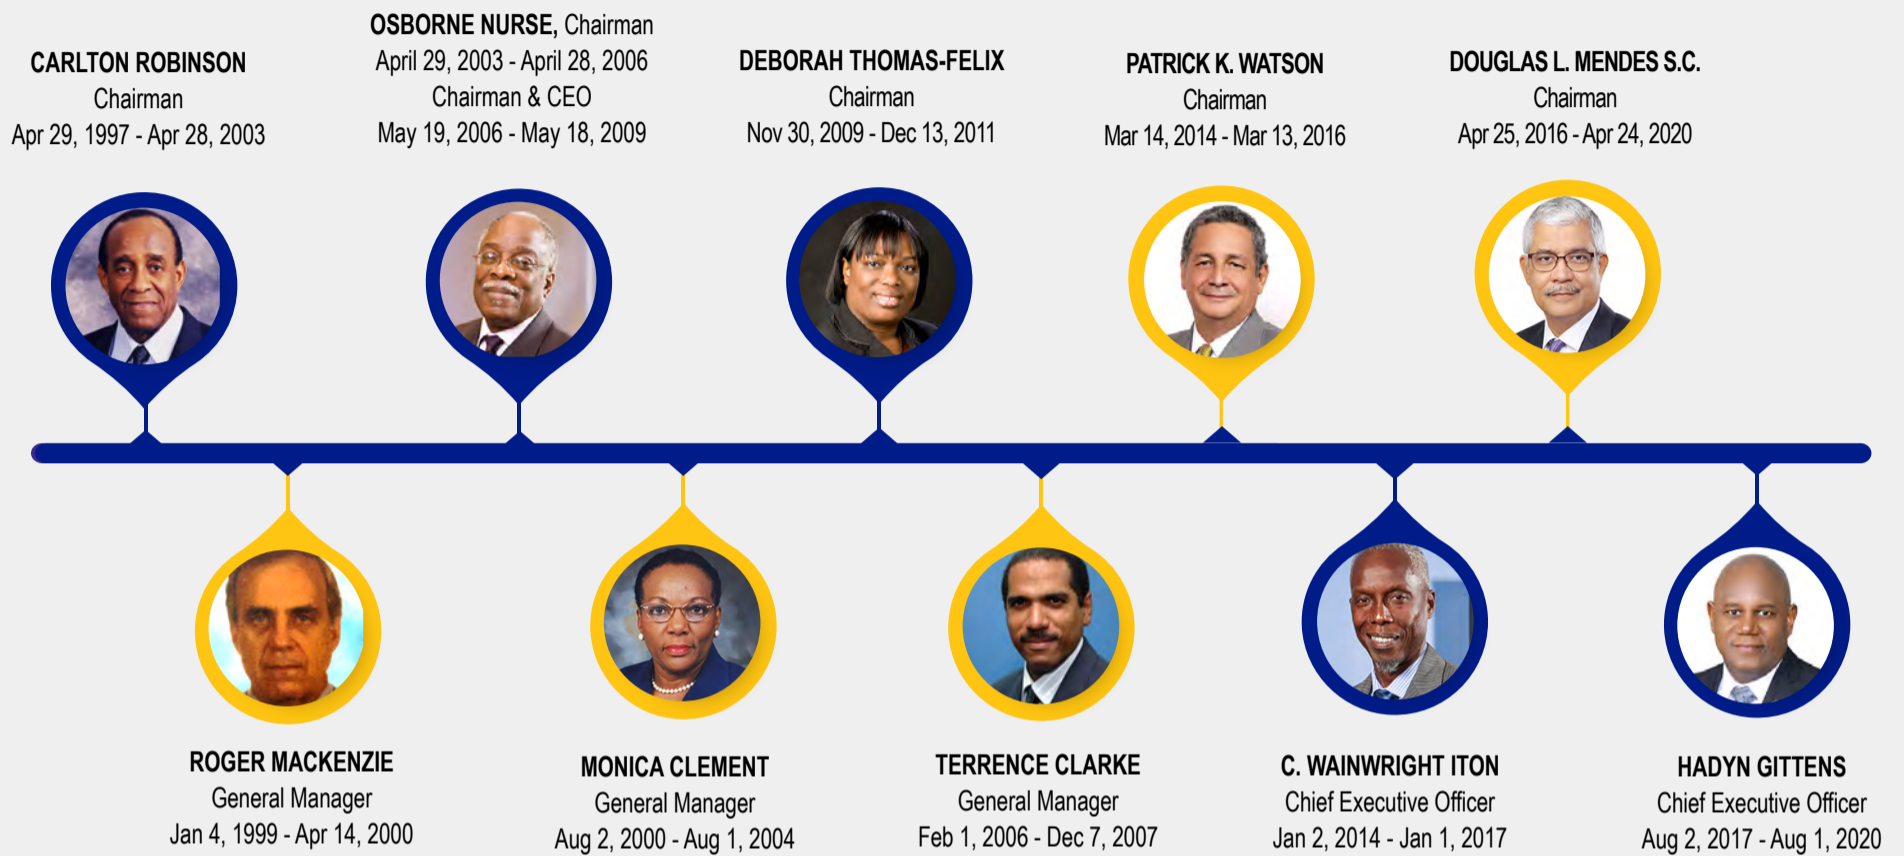 CARLTON ROBINSON
Chairman
Apr 29, 1997 - Apr 28, 2003
OSBORNE NURSE, Chairman
April 29, 2003 - April 28, 2006
Chairman & CEO
May 19, 2006 - May 18, 2009
DEBORAH THOMAS-FELIX
Chairman
Nov 30, 2009 - Dec 13, 2011
PATRICK K. WATSON
Chairman
Mar 14, 2014 - Mar 13, 2016
DOUGLAS L. MENDES S.C.
Chairman
Apr 25, 2016 - Apr 24, 2020
ROGER MACKENZIE
General Manager
Jan 4, 1999 - Apr 14, 2000
MONICA CLEMENT
General Manager
Aug 2, 2000 - Aug 1, 2004
TERRENCE CLARKE
General Manager
Feb 1, 2006 - Dec 7, 2007
C. WAINWRIGHT ITON
Chief Executive Officer
Jan 2, 2014 - Jan 1, 2017
HADYN GITTENS
Chief Executive Officer
Aug 2, 2017 - Aug 1, 2020